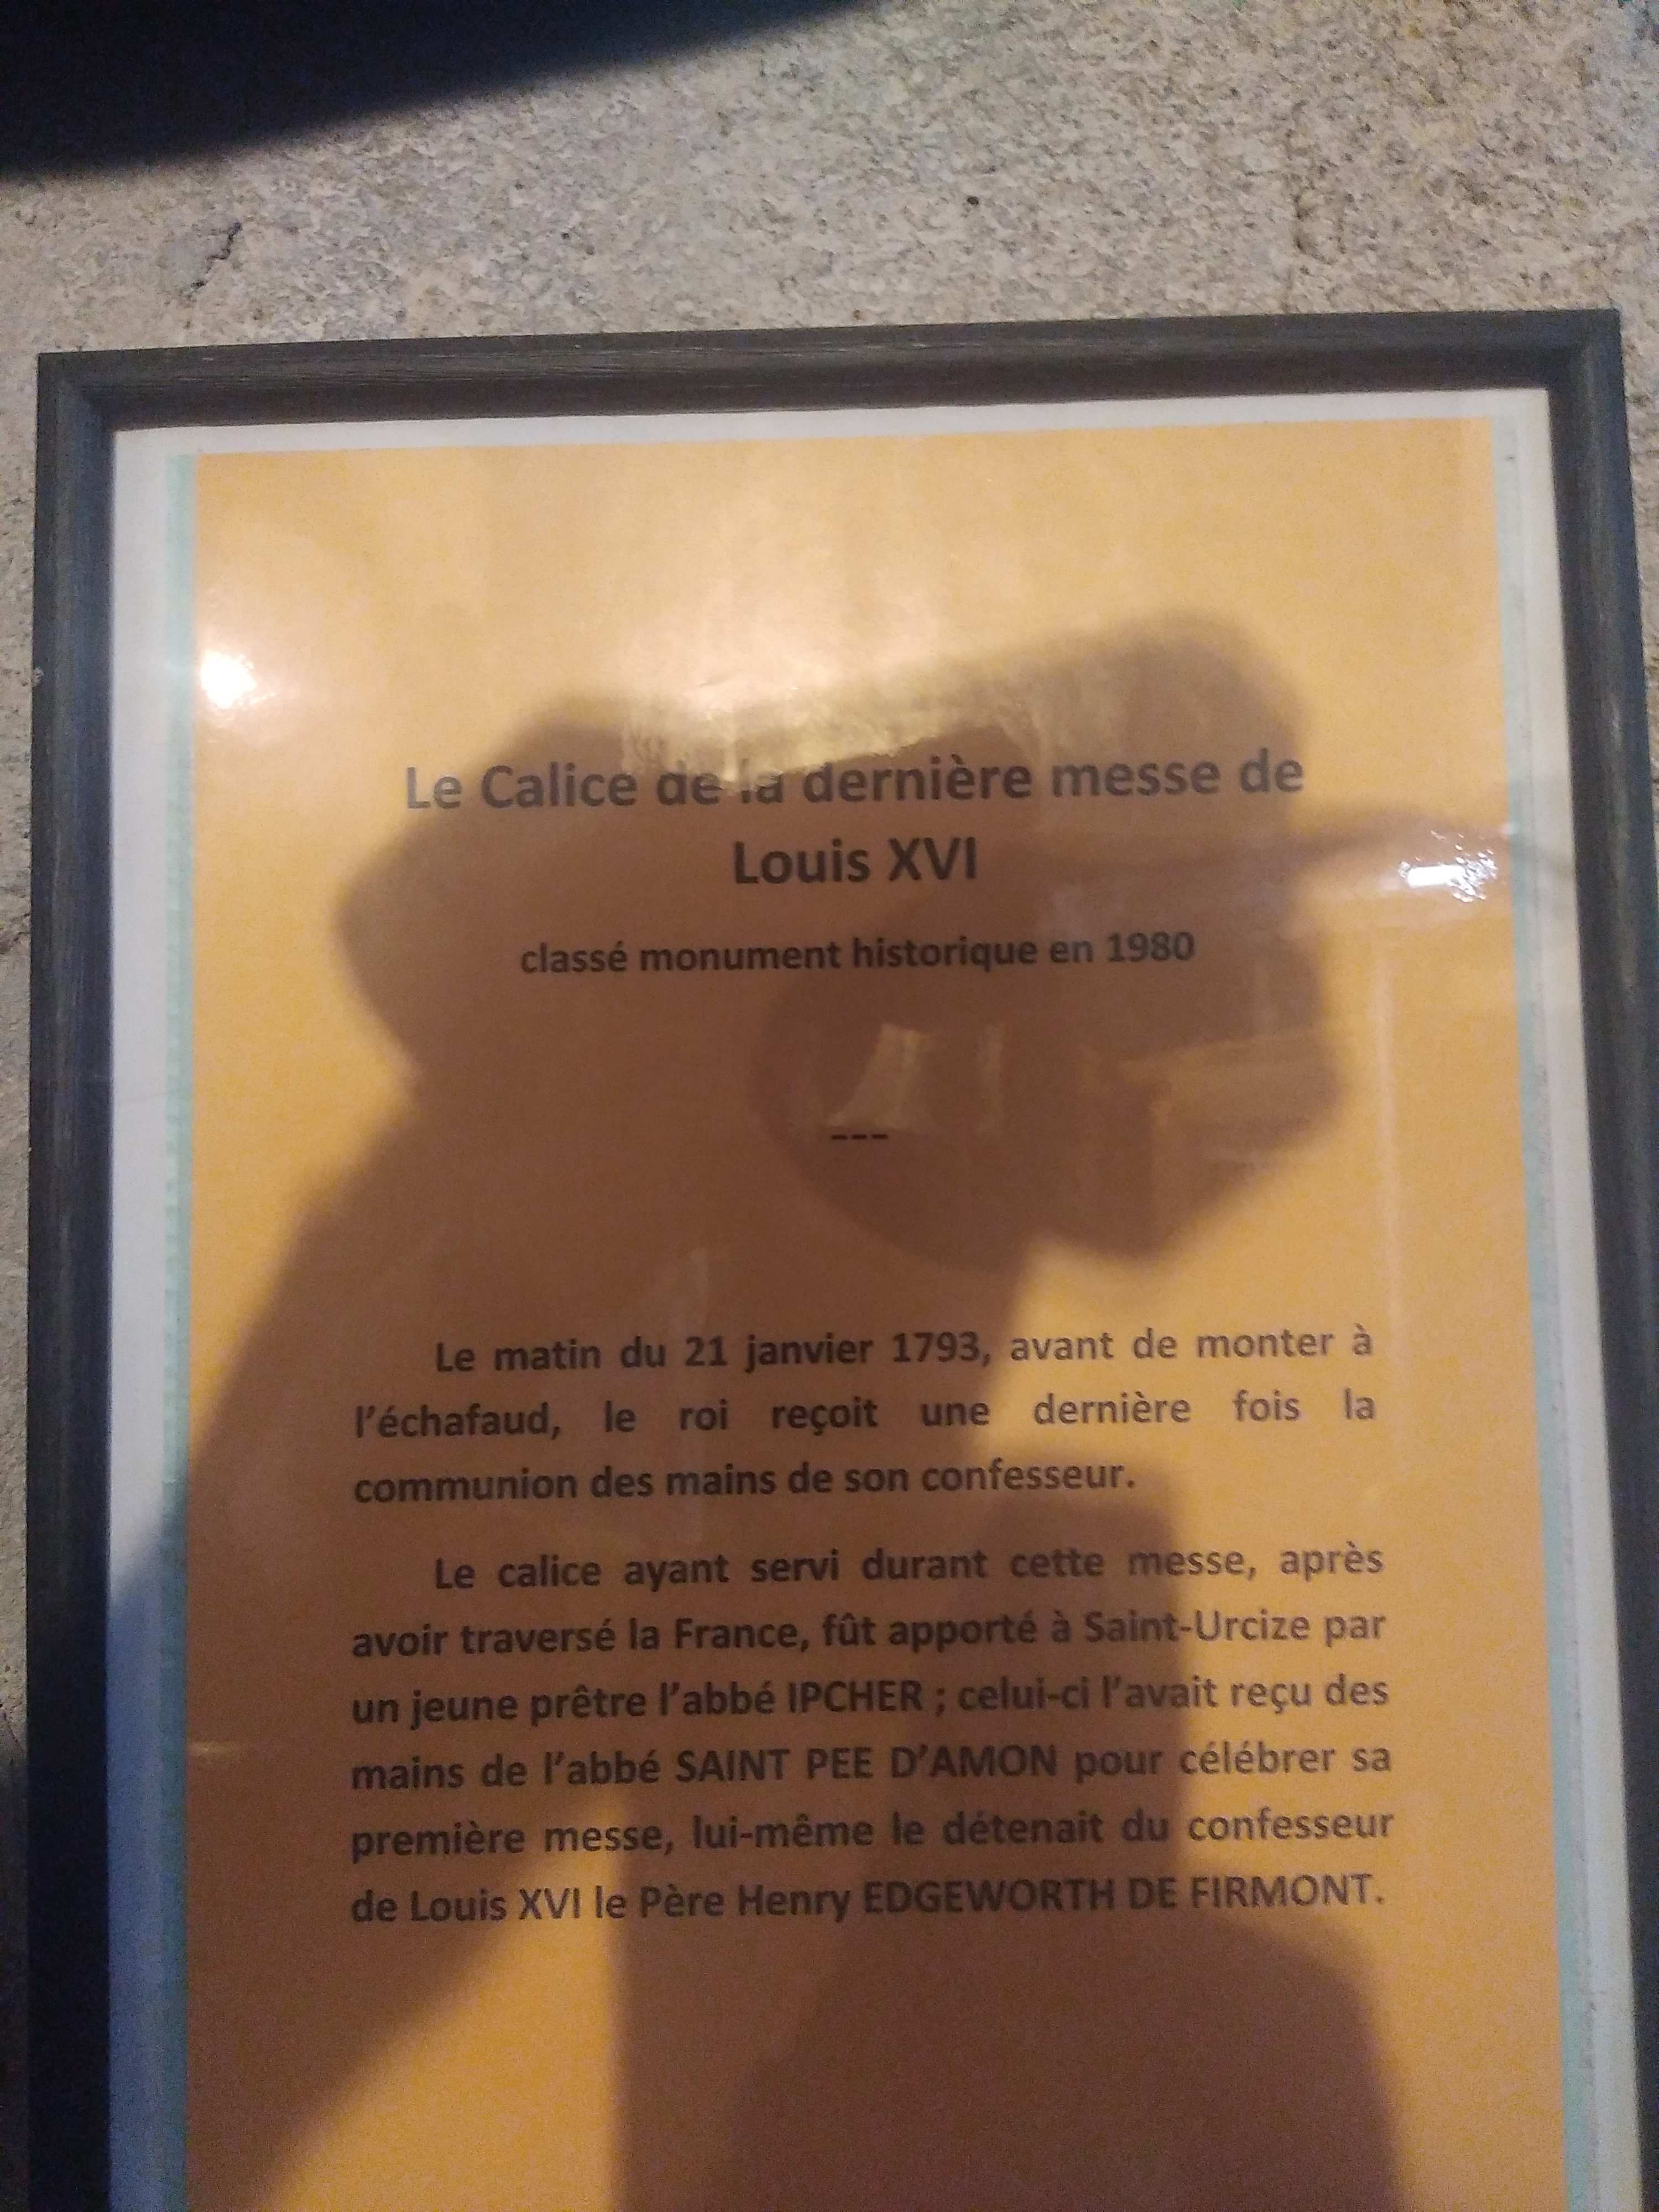 Le Calice de la dernière messe de
Louis XVI
classé monument historique en 1980
---
Le matin du 21 janvier 1793, avant de monter à
l'échafaud, le roi reçoit une dernière fois la
communion des mains de son confesseur.
Le calice ayant servi durant cette messe, après
avoir traversé la France, fût apporté à Saint-Urcize par
un jeune prêtre l'abbé IPCHER ; celui-ci l'avait reçu des
mains de l'abbé SAINT PEE D'AMON pour célébrer sa
première messe, lui-même le détenait du confesseur
de Louis XVI le Père Henry EDGEWORTH DE FIRMONT.